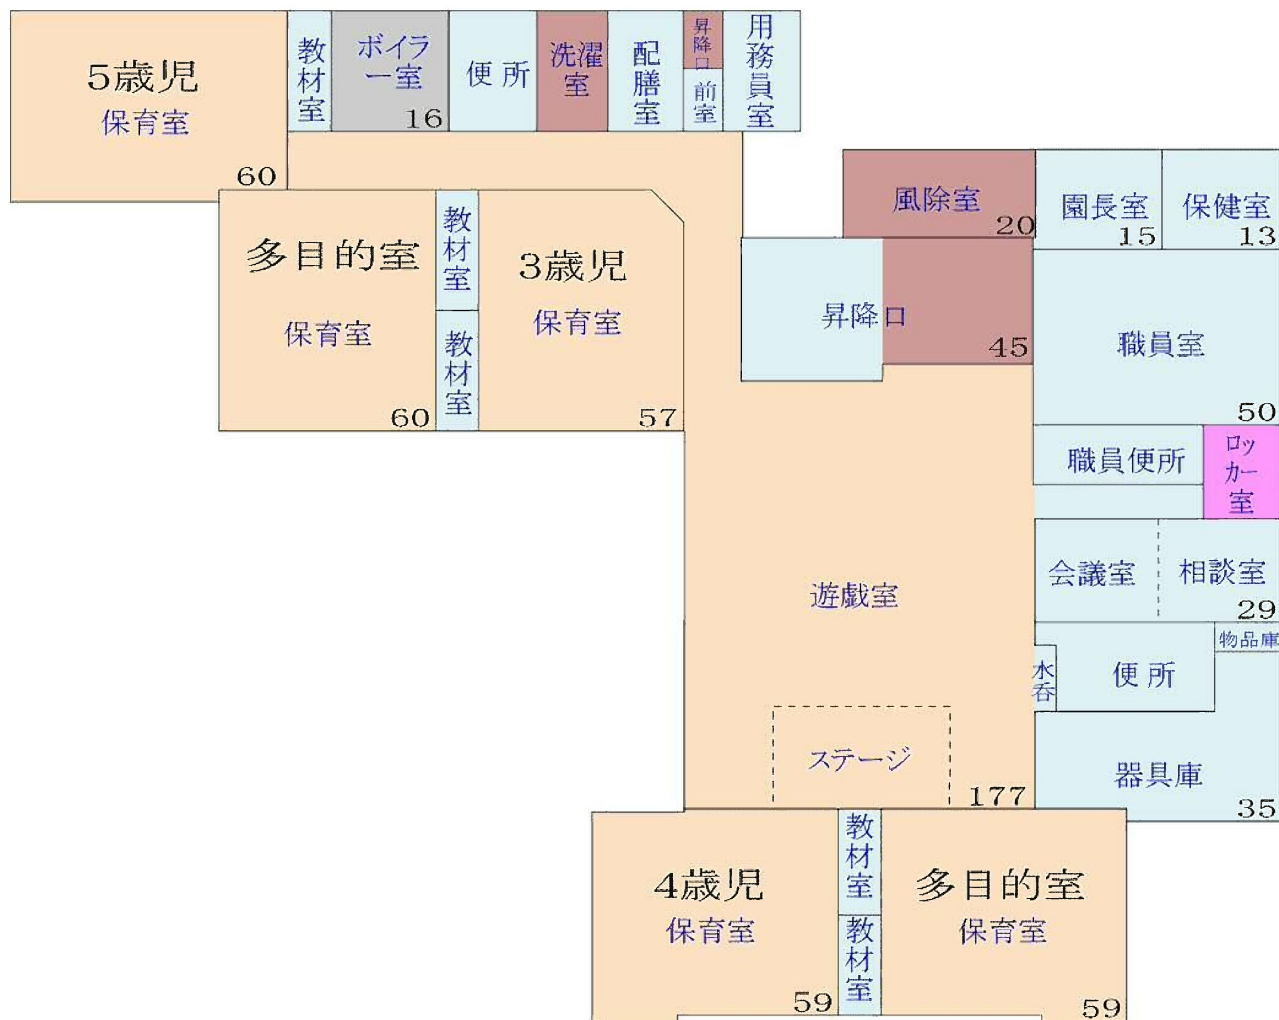 5歳児
保育室
60
教材室
ボイラ
ー室
16
便所
洗濯
室
配膳室
昇降口
前室
用務員室
多目的室
保育室
60
教材室
教材室
3歳児
保育室
57
風除室
20
園長室
15
保健室
13
昇降口
45
職員室
50
職員便所
ロッ
カー
室
会議室
相談室
29
物品庫
水呑
便所
器具庫
35
遊戯室
ステージ
177
4歳児
保育室
59
教材室
教材室
多目的室
保育室
59